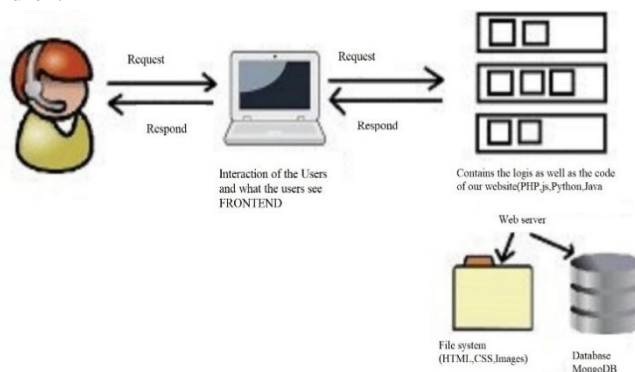 Request
Request
Respond
Respond
Interaction of the Users
and what the users see
FRONTEND
Contains the logis as well as the code
of our website(PHP,js,Python,Java
Web server
File system
(HTML,CSS,Images)
Database
MongoDB